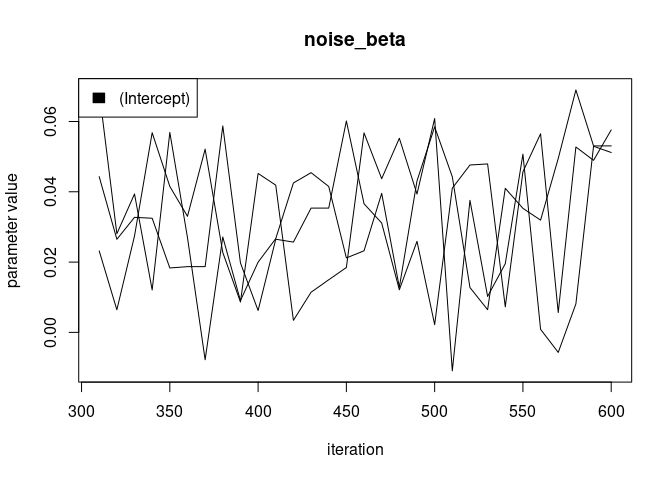 noise_beta
(Intercept)
parameter value
0.06
0.04
0.02
0.00
300 350 400 450 500 550 600
iteration